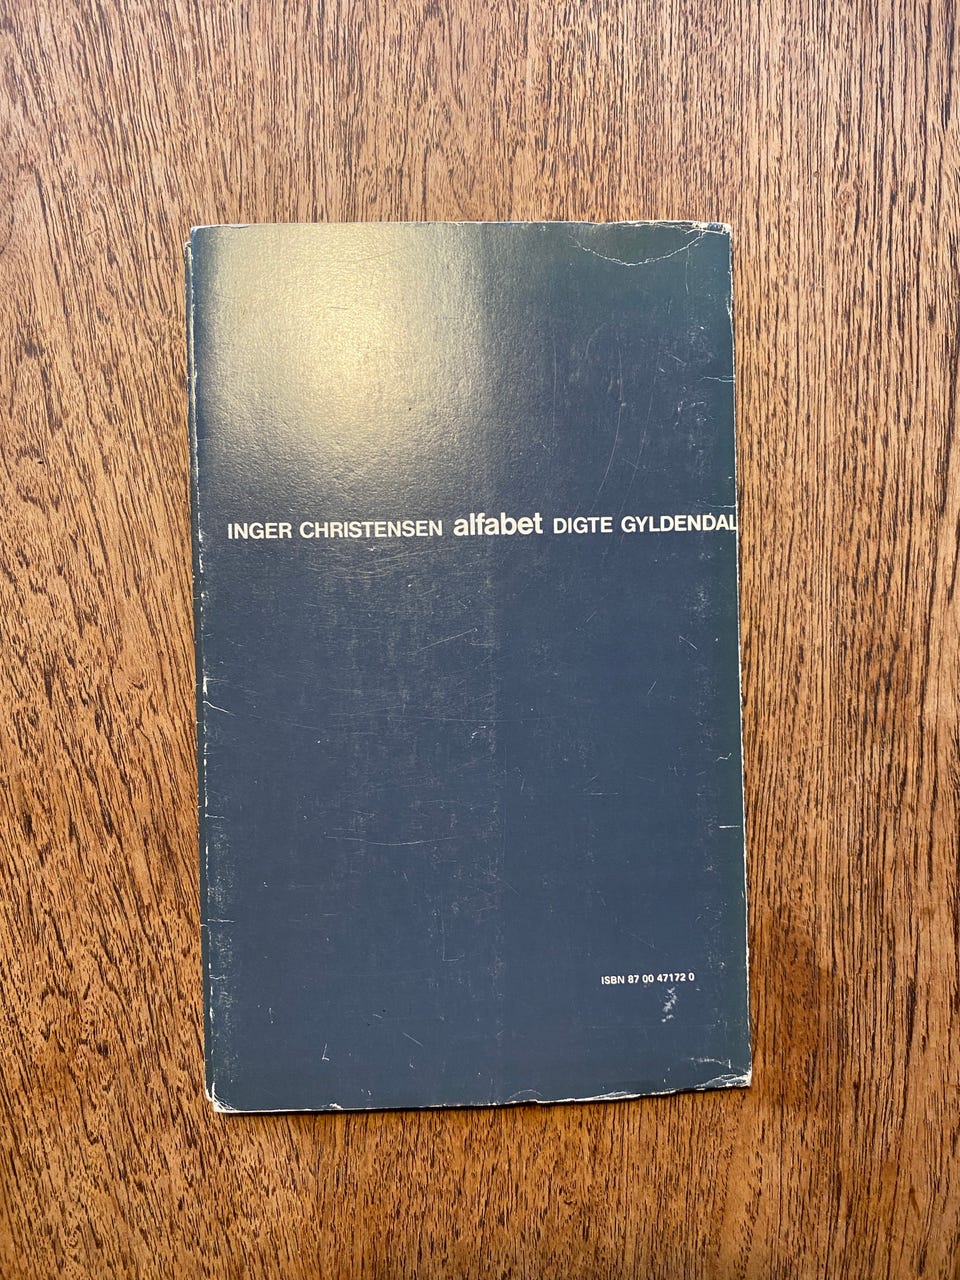 INGER CHRISTENSEN alfabet DIGTE GYLDENDAL
ISBN 87 00 47172 0